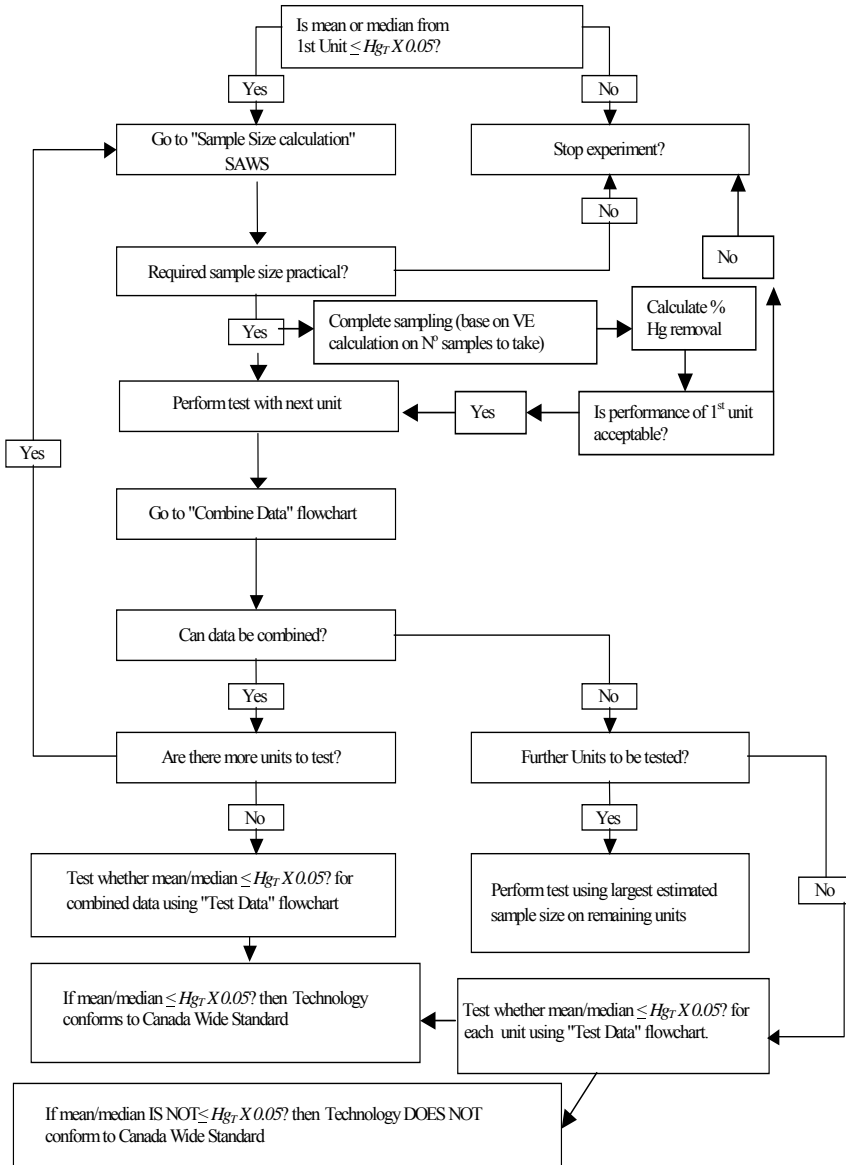 Is mean or median from
1st Unit ≤ HgT X 0.05?
Yes
No
Go to "Sample Size calculation"
SAWS
Stop experiment?
No
No
Required sample size practical?
Yes
Complete sampling (base on VE
calculation on Nº samples to take)
Calculate %
Hg removal
Perform test with next unit
Yes
Is performance of 1st unit
acceptable?
Yes
Go to "Combine Data" flowchart
Can data be combined?
Yes
No
Are there more units to test?
Further Units to be tested?
No
Yes
Test whether mean/median ≤ HgT X 0.05? for
combined data using "Test Data" flowchart
Perform test using largest estimated
sample size on remaining units
No
If mean/median ≤ HgT X 0.05? then Technology
conforms to Canada Wide Standard
Test whether mean/median ≤ HgT X 0.05? for
each unit using "Test Data" flowchart.
If mean/median IS NOT ≤ HgT X 0.05? then Technology DOES NOT
conform to Canada Wide Standard